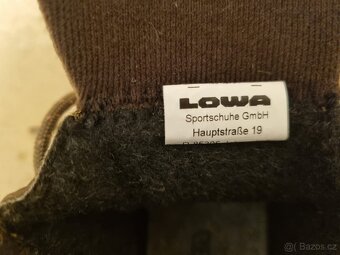 LOWA
Sportschuhe GmbH
Hauptstraße 19
Bazos.cz